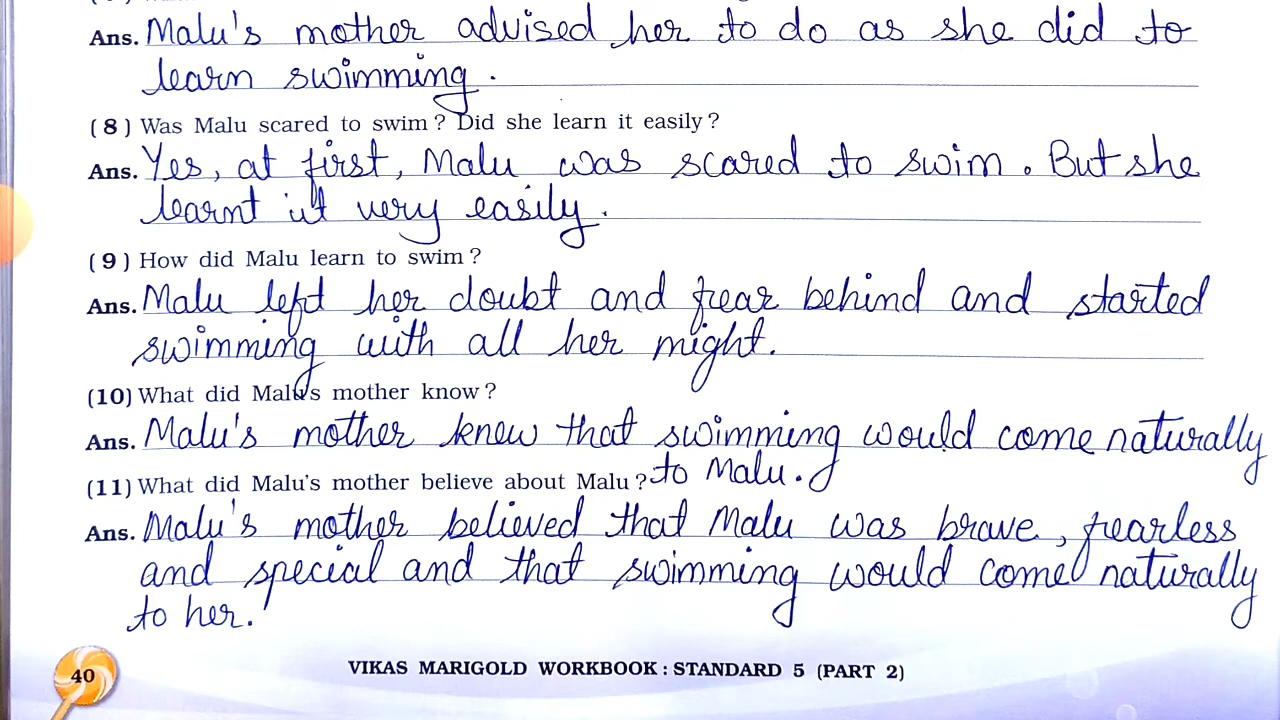 Ans. Malu's mother advised her to do as she did to
learn swimming.
(8) Was Malu scared to swim? Did she learn it easily?
Ans. Yes, at first, Malu was scared to swim. But she
learnt it very easily.
(9) How did Malu learn to swim?
Ans. Malu left her doubt and fear behind and started
swimming with all her might.
(10) What did Malu's mother know?
Ans. Malu's mother knew that swimming would come naturally
to Malu.
(11) What did Malu's mother believe about Malu?
Ans. Malu's mother believed that Malu was brave, fearless
and special and that swimming would come naturally
to her.
40 VIKAS MARIGOLD WORKBOOK : STANDARD 5 (PART 2)